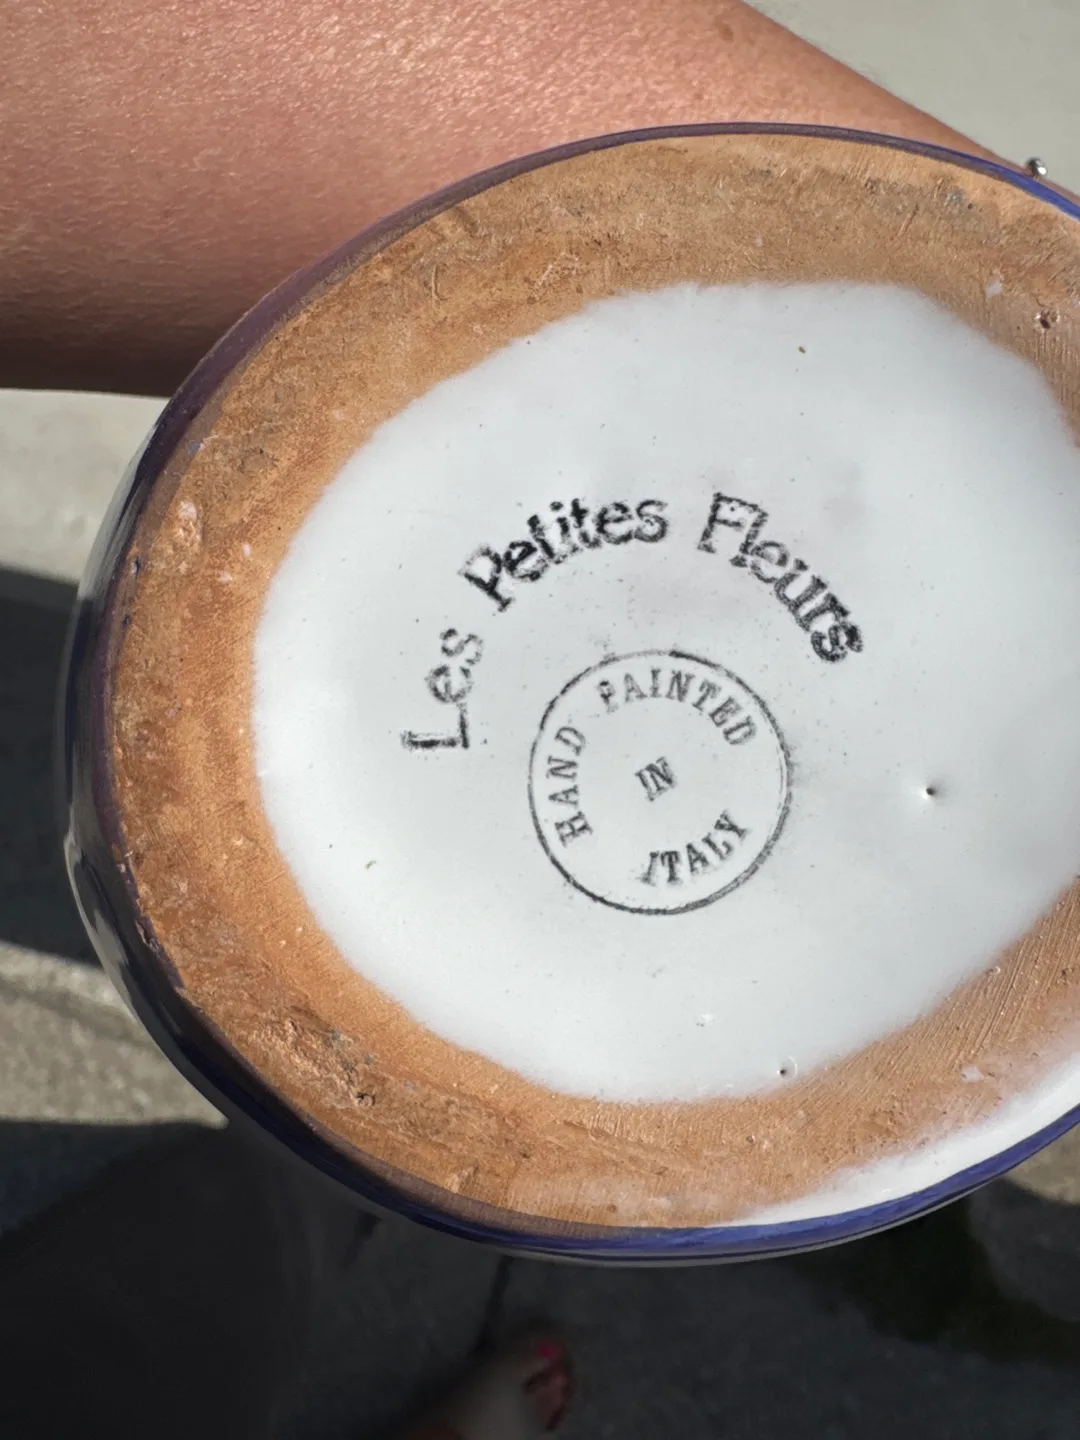 Les Petites Fleurs
HAND PAINTED
IN
ITALY